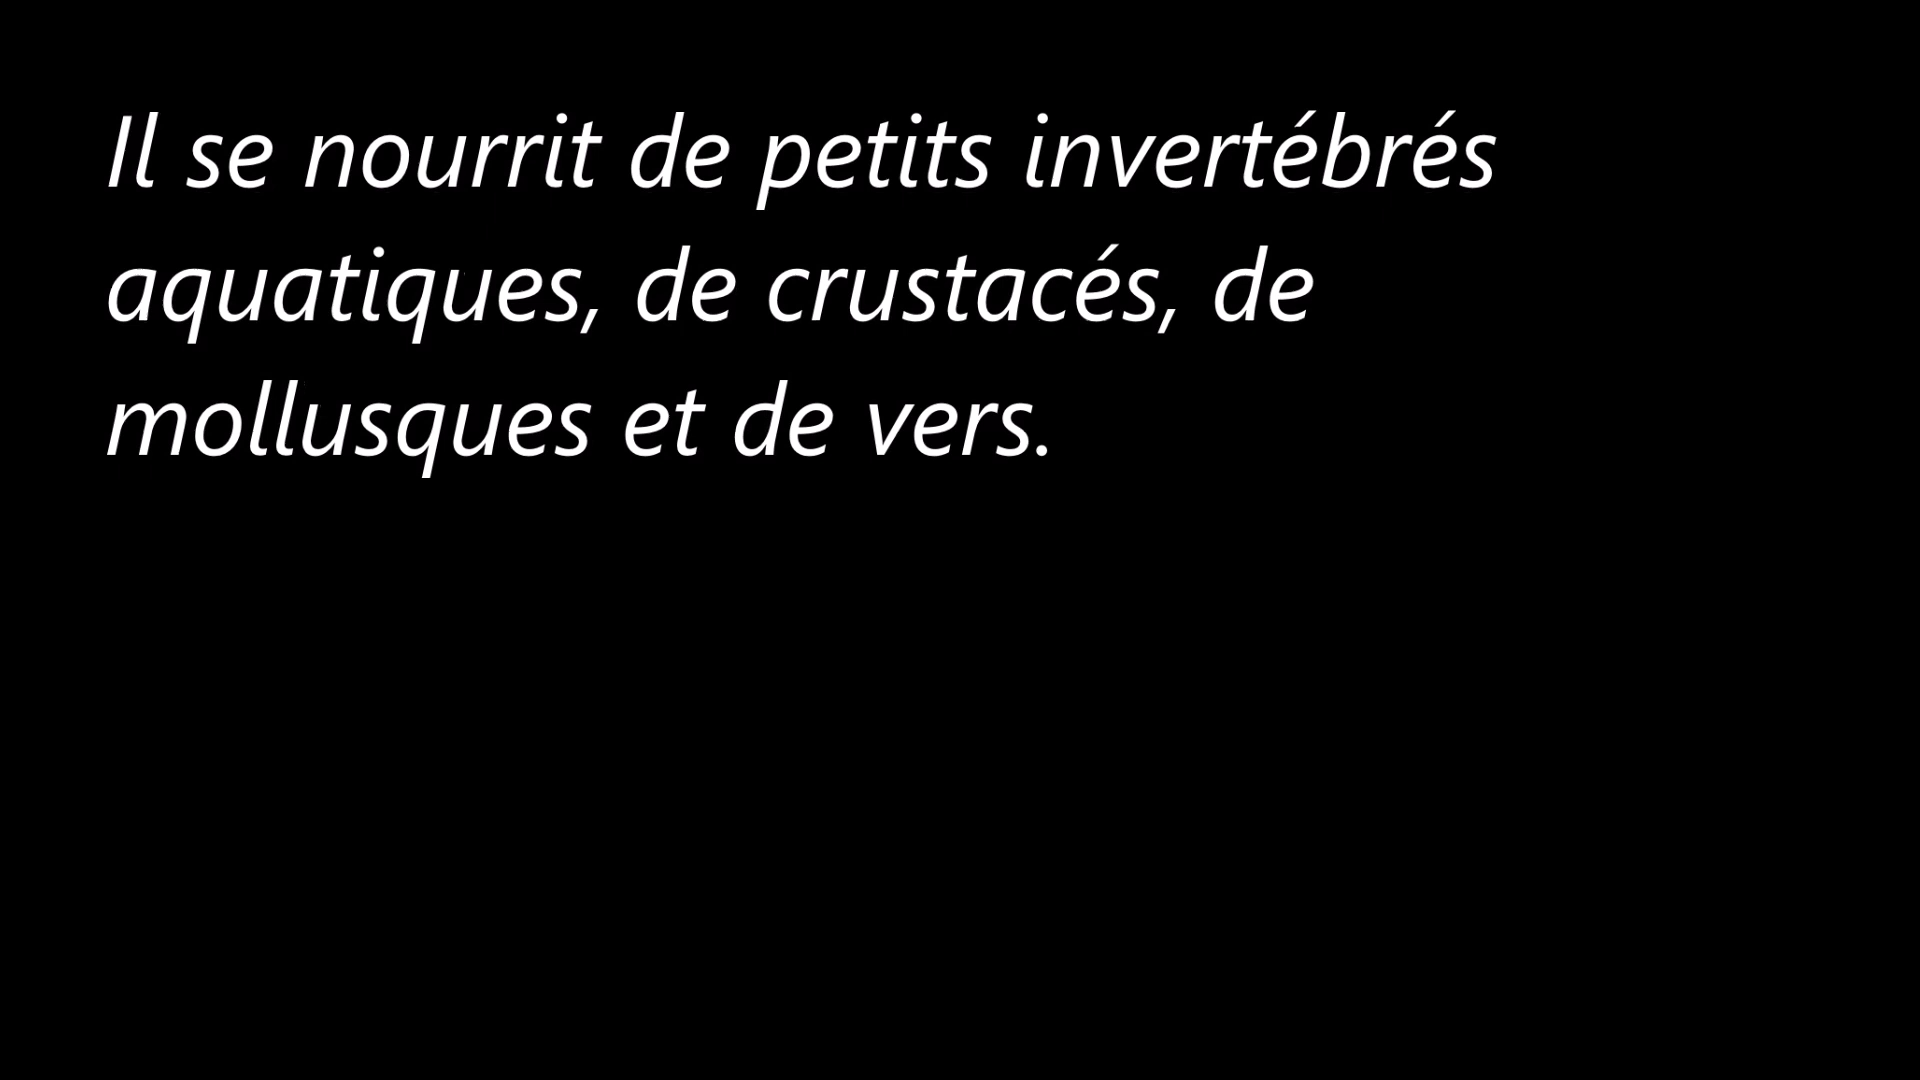 Il se nourrit de petits invertébrés
aquatiques, de crustacés, de
mollusques et de vers.